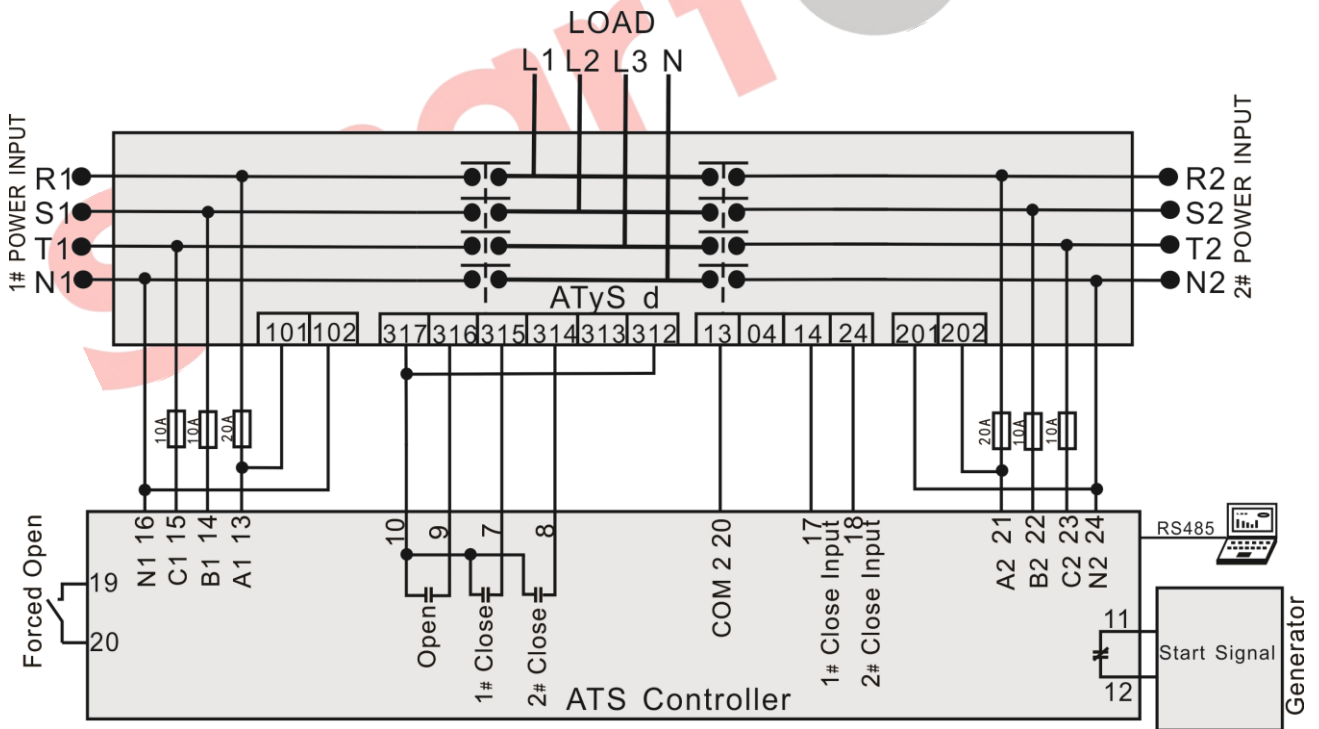 LOAD
L1 L2 L3 N
1# POWER INPUT
R1
S1
T1
N1
R2
S2
T2
N2
2# POWER INPUT
ATyS d
101 102 317 316 315 314 313 312 13 04 14 24 201 202
10A 10A 20A
20A 10A 10A
N1 16
C1 15
B1 14
A1 13
10
9
7
8
COM 2 20
17
18
A2 21
B2 22
C2 23
N2 24
RS485
Forced Open
19
20
Open
1# Close
2# Close
1# Close Input
2# Close Input
11
12
Start Signal
Generator
ATS Controller